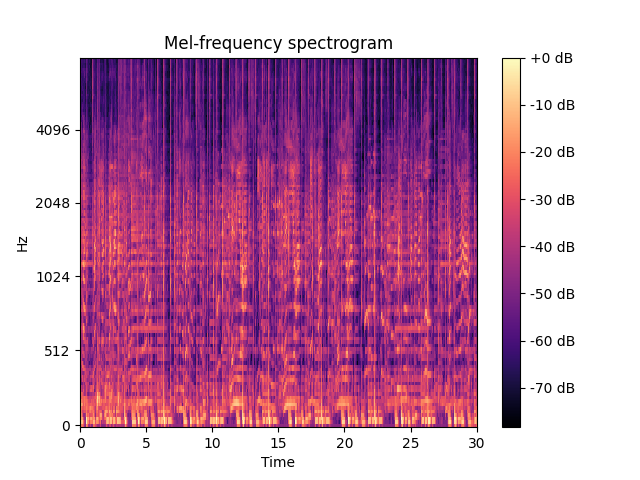 Mel-frequency spectrogram
+0 dB
-10 dB
-20 dB
-30 dB
-40 dB
-50 dB
-60 dB
-70 dB
4096
2048
1024
512
0
Hz
0 5 10 15 20 25 30
Time